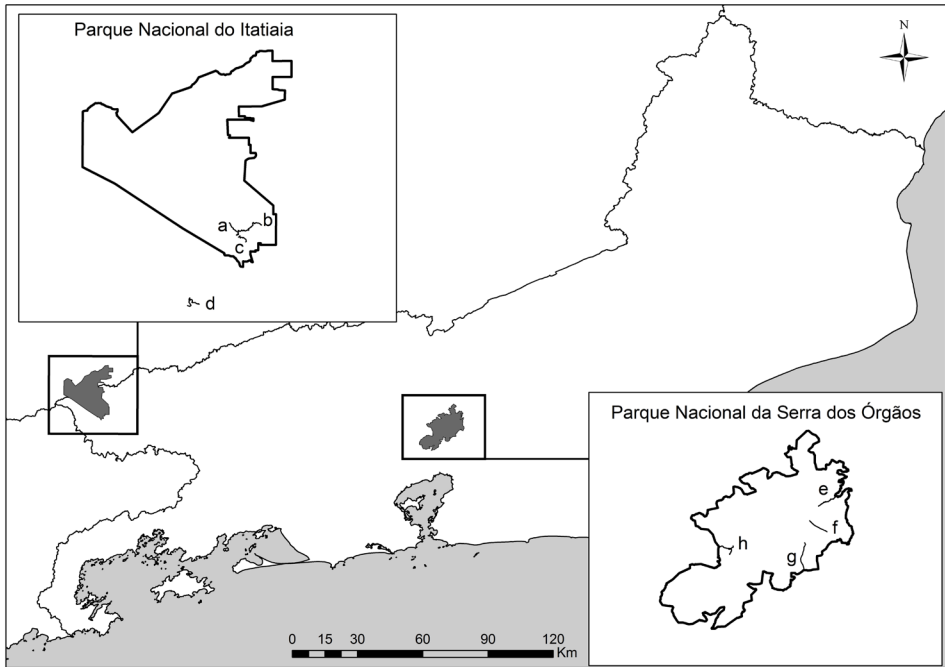 Parque Nacional do Itatiaia
N
a
b
c
d
Parque Nacional da Serra dos Órgãos
e
f
h
g
0 15 30 60 90 120
Km